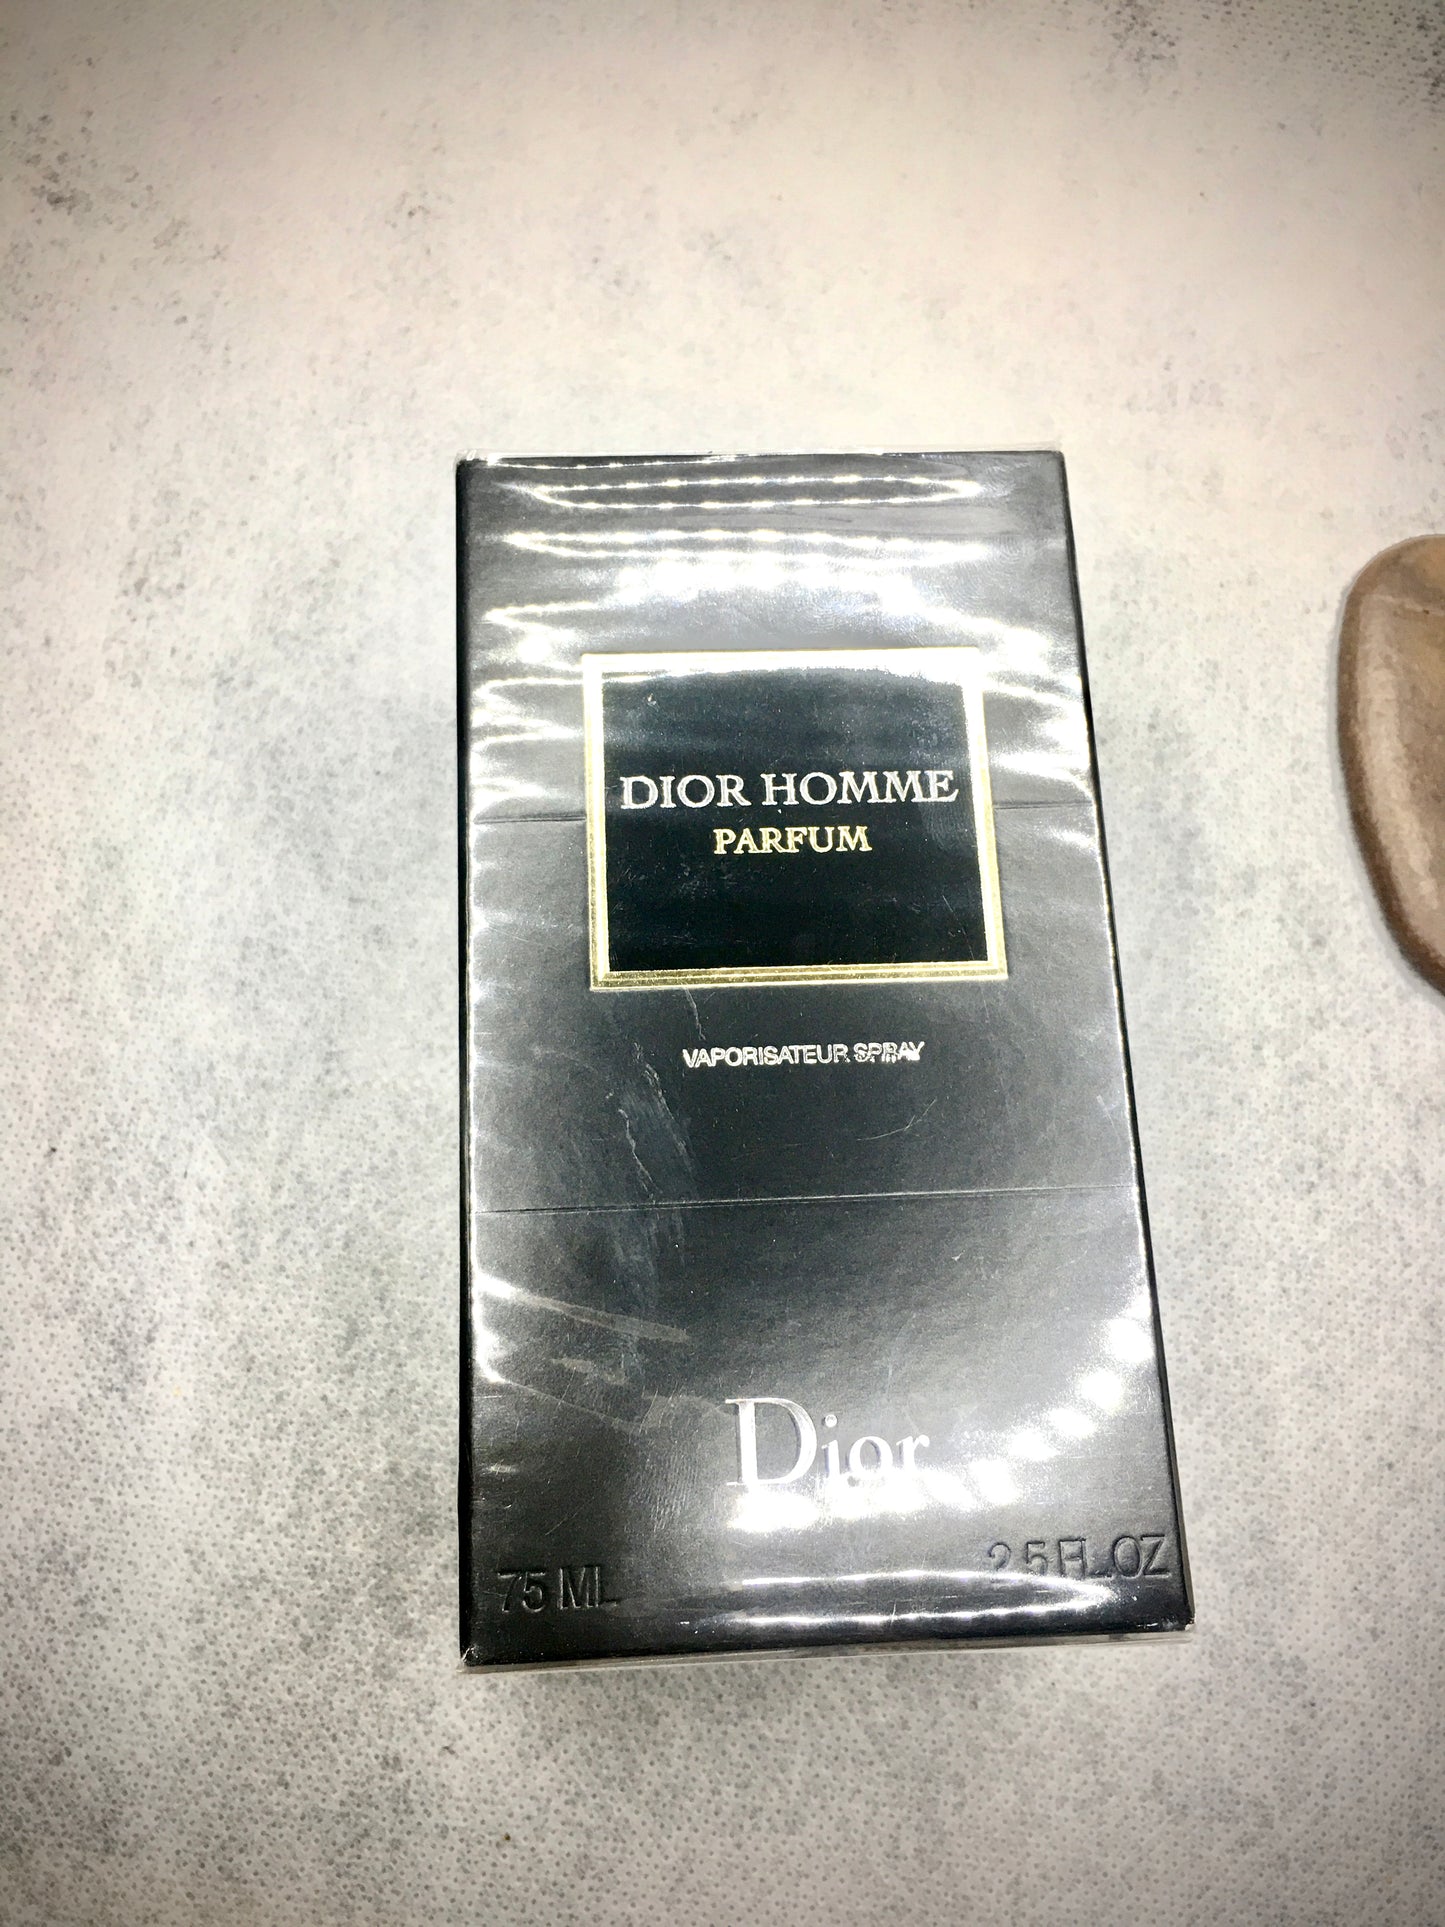 DIOR HOMME
PARFUM
VAPORISATEUR SPRAY
Dior
75 ML
2.5 FL.OZ